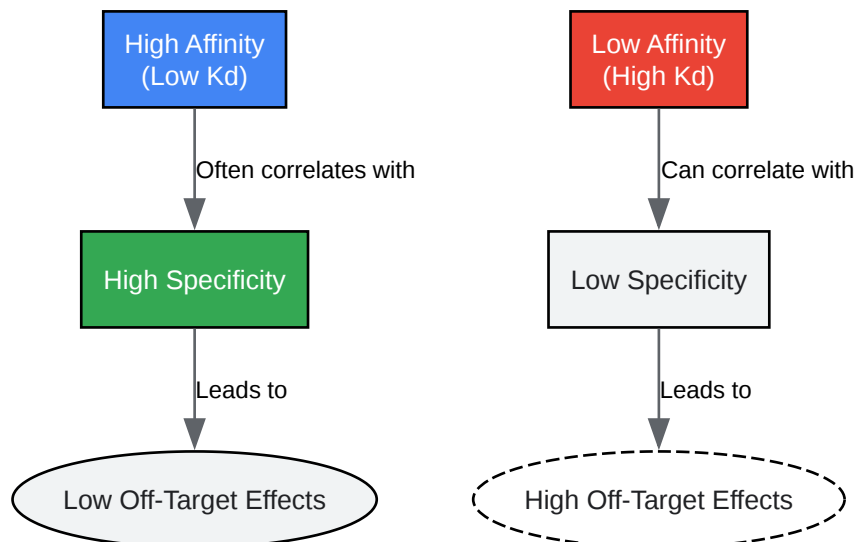 High Affinity
(Low Kd)
Often correlates with
High Specificity
Leads to
Low Off-Target Effects
Low Affinity
(High Kd)
Can correlate with
Low Specificity
Leads to
High Off-Target Effects